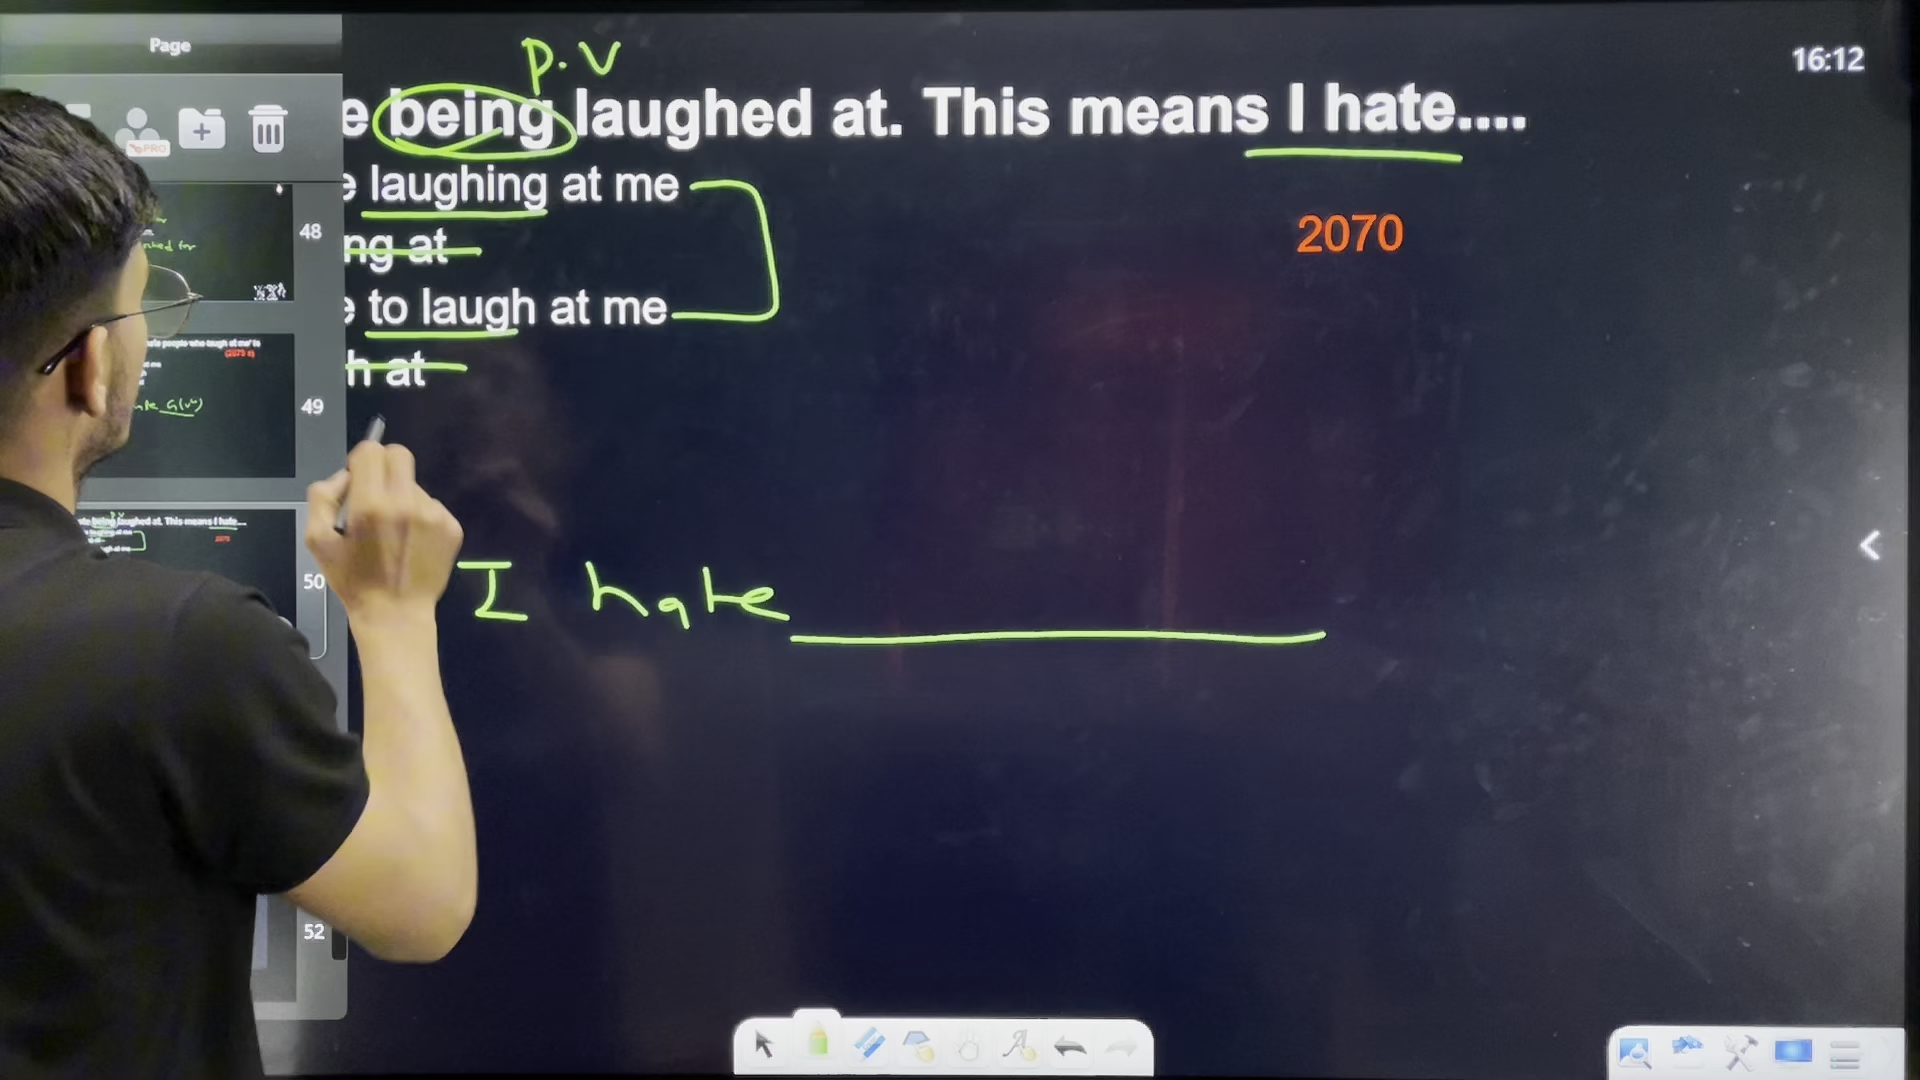 Page
16:12
P.V
e being laughed at. This means I hate....
PRO
e laughing at me
48
2070
ng at
e to laugh at me
h at
49
50
I hate
52